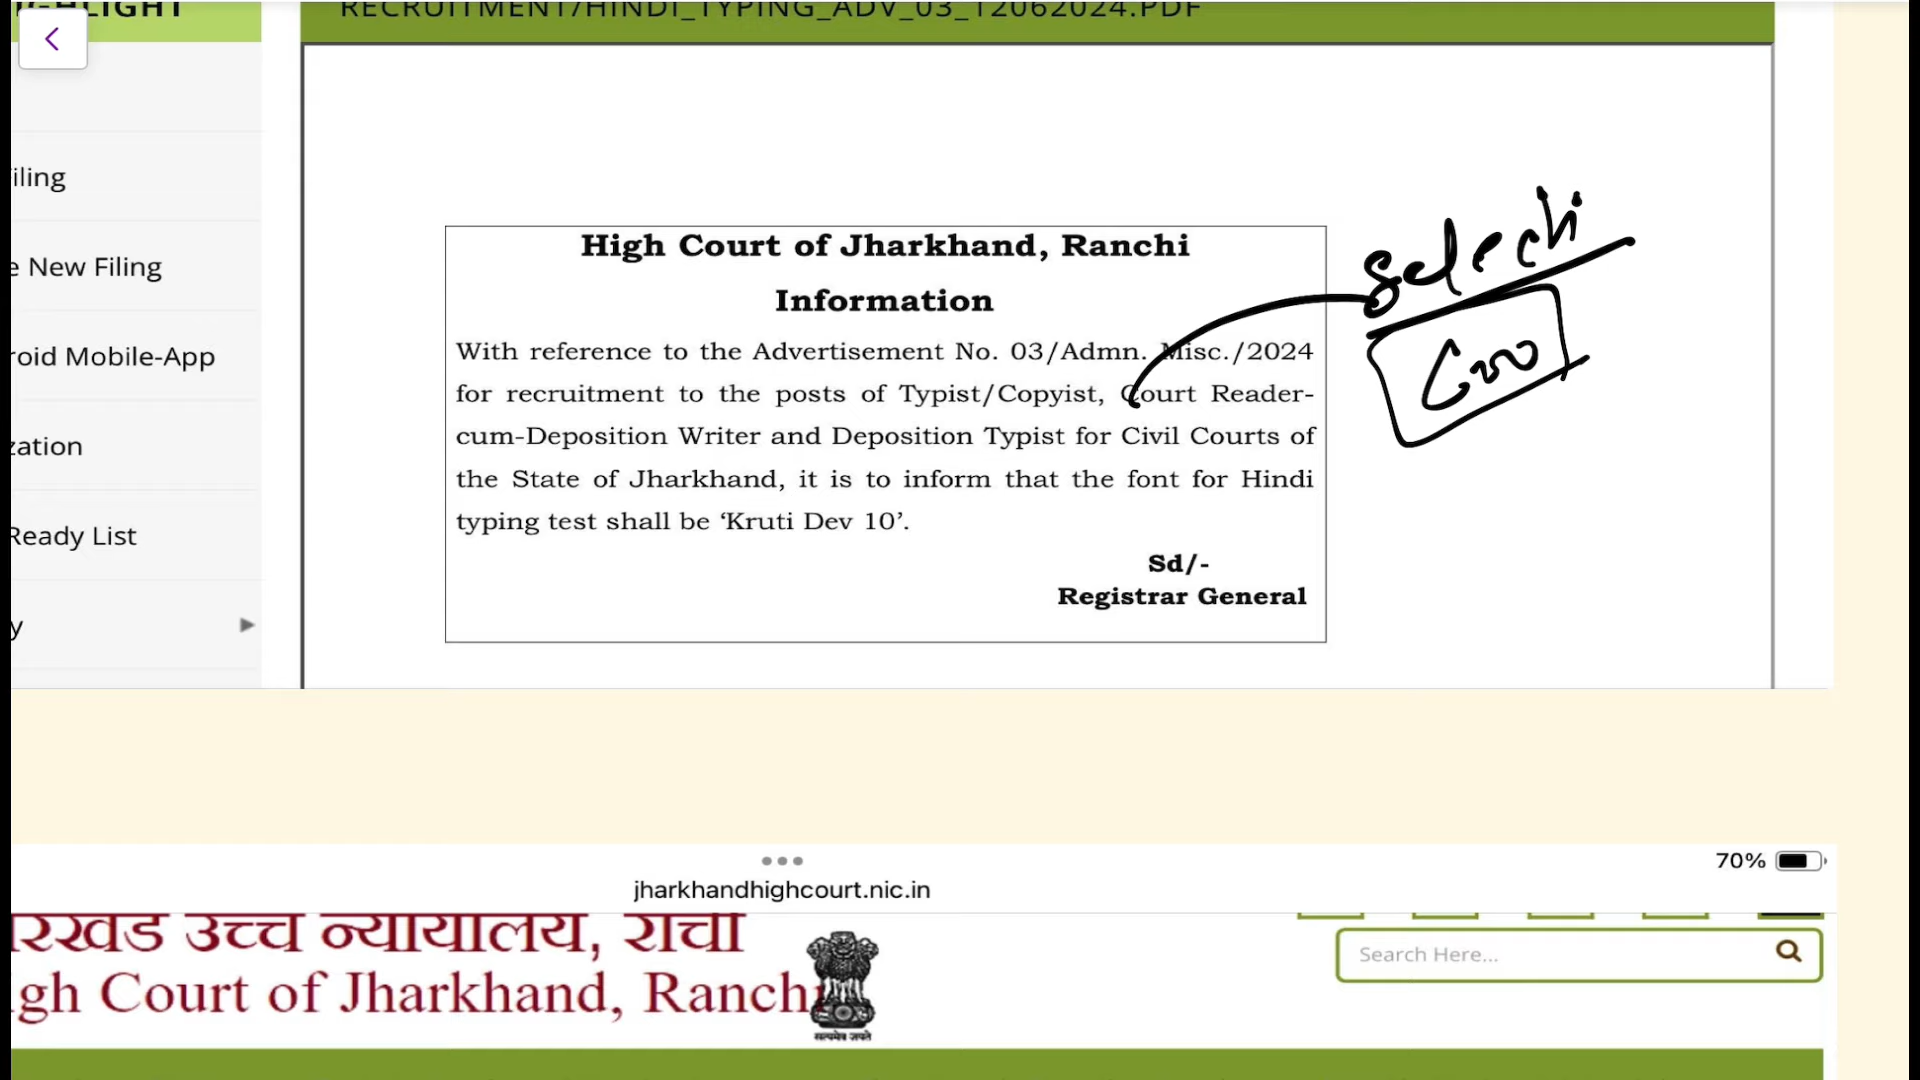 RECRUITMENT/HINDI_TYPING_ADV_03_12062024.PDF
iling
e New Filing
roid Mobile-App
zation
Ready List
y
High Court of Jharkhand, Ranchi
Information
With reference to the Advertisement No. 03/Admn. Misc./2024
for recruitment to the posts of Typist/Copyist, Court Reader-
cum-Deposition Writer and Deposition Typist for Civil Courts of
the State of Jharkhand, it is to inform that the font for Hindi
typing test shall be ‘Kruti Dev 10’.
Sd/-
Registrar General
70%
jharkhandhighcourt.nic.in
रखंड उच्च न्यायालय, रांची
gh Court of Jharkhand, Ranchi
Search Here...
सत्यमेव जयते